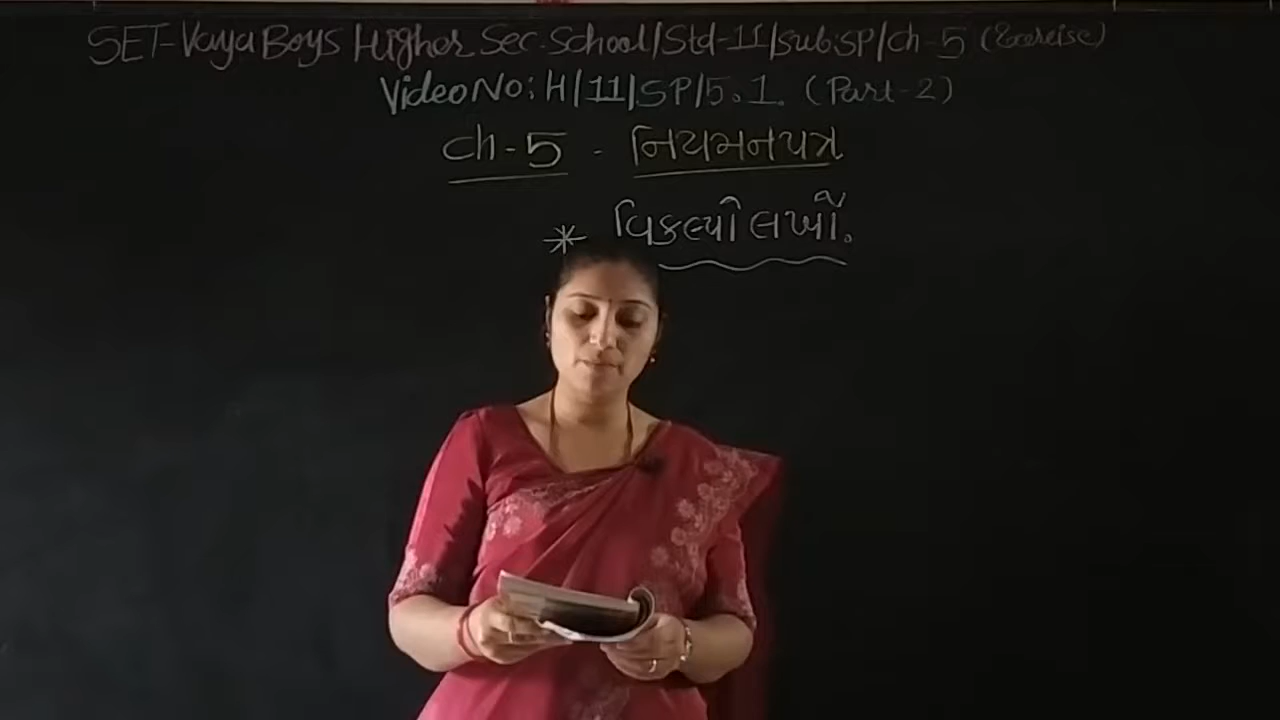 SET-Vaya Boys Higher Sec. School/Std-11/Sub:SP/Ch-5 (Exercise)
Video No: H/11/SP/5.1. (Part-2)
Ch-5 - નિયમનપત્ર
* વિકલ્પો લખો.